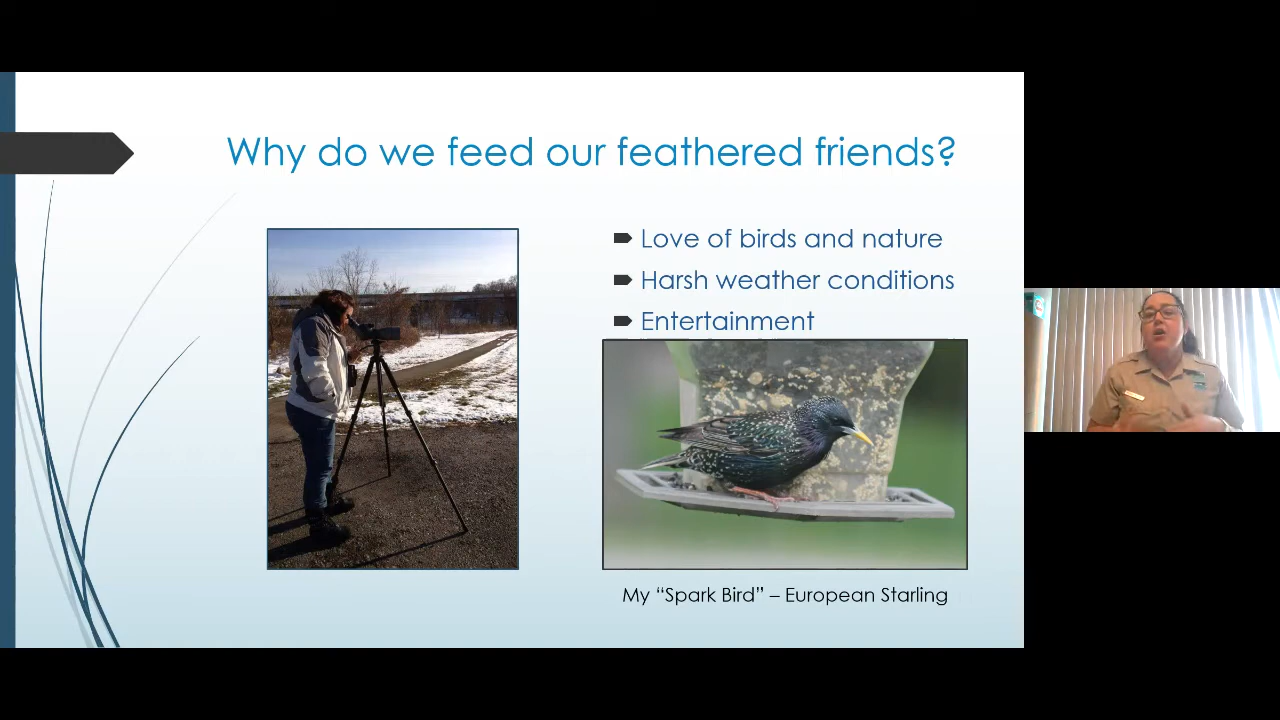 Why do we feed our feathered friends?
Love of birds and nature
Harsh weather conditions
Entertainment
My “Spark Bird” – European Starling